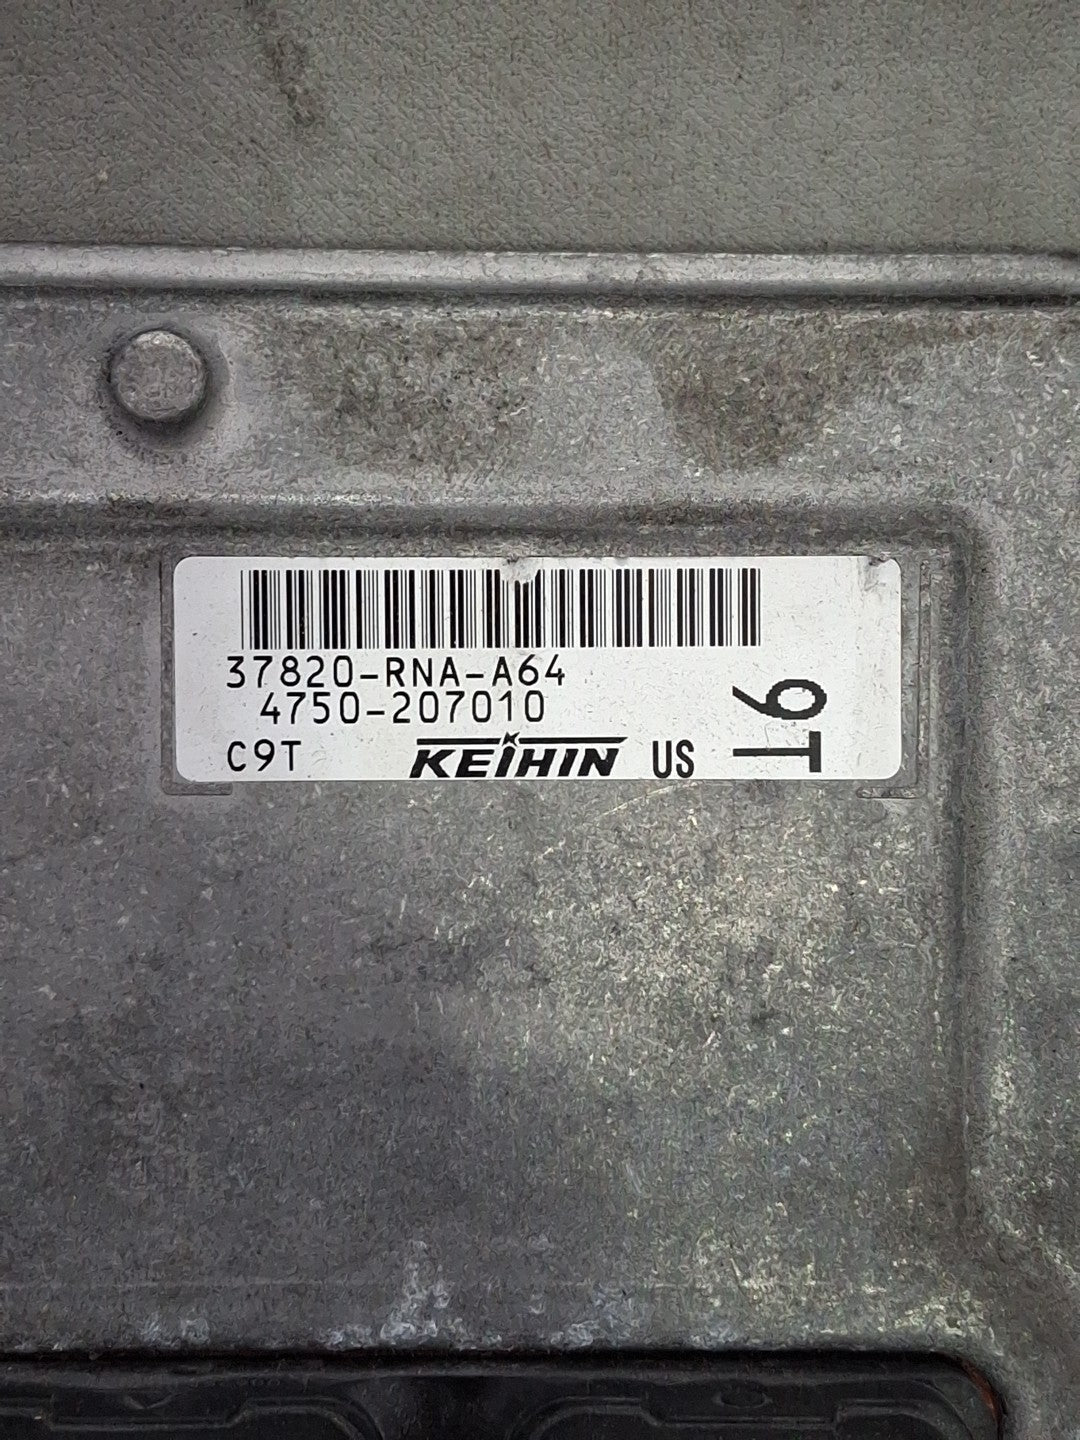 37820-RNA-A64
4750-207010
C9T KEIHIN US
9T